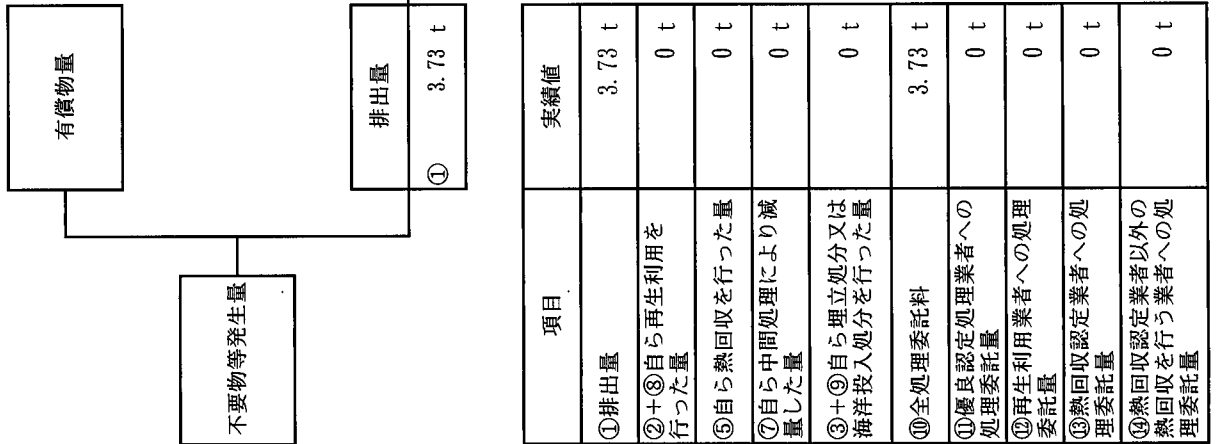 有償物量
不要物等発生量
排出量
① 3.73 t
項目 実績値
①排出量 3.73 t
②+⑧自ら再生利用を
行った量 0 t
⑤自ら熱回収を行った量 0 t
⑦自ら中間処理により減
量した量 0 t
③+⑨自ら埋立処分又は
海洋投入処分を行った量 0 t
⑩全処理委託料 3.73 t
⑪優良認定処理業者への
処理委託量 0 t
⑫再生利用業者への処理
委託量 0 t
⑬熱回収認定業者への処
理委託量 0 t
⑭熱回収認定業者以外の
熱回収を行う業者への処
理委託量 0 t